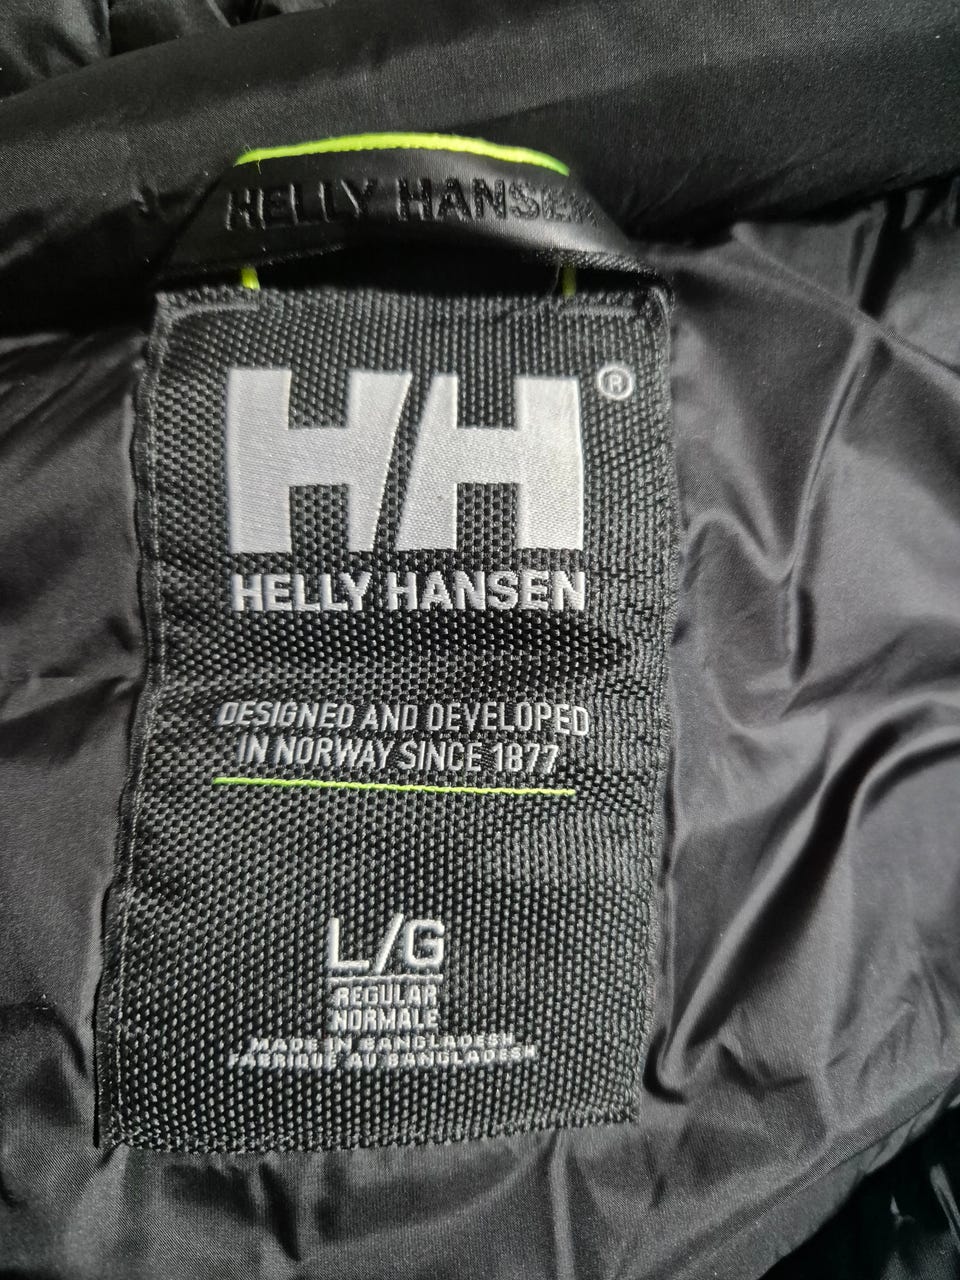 HELLY HANSEN
HH®
HELLY HANSEN
DESIGNED AND DEVELOPED
IN NORWAY SINCE 1877
L/G
REGULAR
NORMALE
MADE IN BANGLADESH
FABRIQUÉ AU BANGLADESH